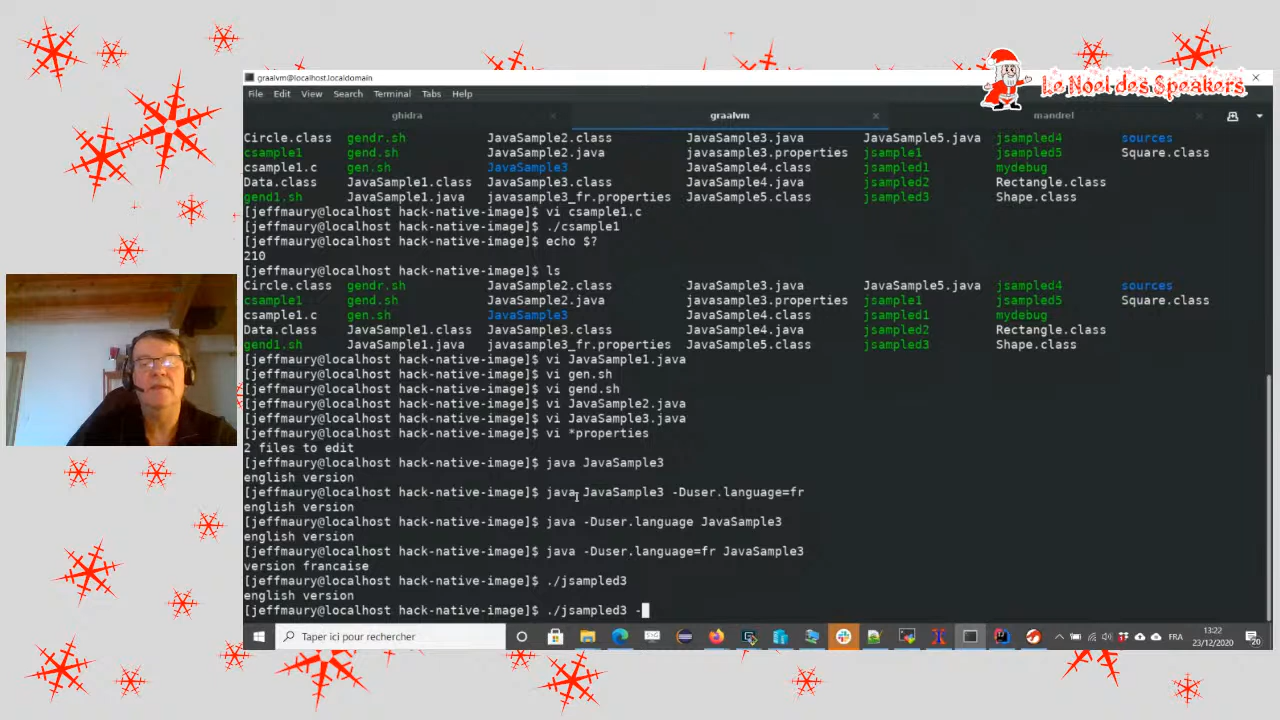 Le Noel des Speakers
graalvm@localhost.localdomain
File Edit View Search Terminal Tabs Help
ghidra graalvm mandrel
Circle.class gendr.sh JavaSample2.class JavaSample3.java JavaSample5.java jsampled4 sources
csample1 gend.sh JavaSample2.java javasample3.properties jsample1 jsampled5 Square.class
csample1.c gen.sh JavaSample3 JavaSample4.class jsampled1 mydebug
Data.class JavaSample1.class JavaSample3.class JavaSample4.java jsampled2 Rectangle.class
gend1.sh JavaSample1.java javasample3_fr.properties JavaSample5.class jsampled3 Shape.class
[jeffmaury@localhost hack-native-image]$ vi csample1.c
[jeffmaury@localhost hack-native-image]$ ./csample1
[jeffmaury@localhost hack-native-image]$ echo $?
210
[jeffmaury@localhost hack-native-image]$ ls
Circle.class gendr.sh JavaSample2.class JavaSample3.java JavaSample5.java jsampled4 sources
csample1 gend.sh JavaSample2.java javasample3.properties jsample1 jsampled5 Square.class
csample1.c gen.sh JavaSample3 JavaSample4.class jsampled1 mydebug
Data.class JavaSample1.class JavaSample3.class JavaSample4.java jsampled2 Rectangle.class
gend1.sh JavaSample1.java javasample3_fr.properties JavaSample5.class jsampled3 Shape.class
[jeffmaury@localhost hack-native-image]$ vi JavaSample1.java
[jeffmaury@localhost hack-native-image]$ vi gen.sh
[jeffmaury@localhost hack-native-image]$ vi gend.sh
[jeffmaury@localhost hack-native-image]$ vi JavaSample2.java
[jeffmaury@localhost hack-native-image]$ vi JavaSample3.java
[jeffmaury@localhost hack-native-image]$ vi *properties
2 files to edit
[jeffmaury@localhost hack-native-image]$ java JavaSample3
english version
[jeffmaury@localhost hack-native-image]$ java JavaSample3 -Duser.language=fr
english version
[jeffmaury@localhost hack-native-image]$ java -Duser.language JavaSample3
english version
[jeffmaury@localhost hack-native-image]$ java -Duser.language=fr JavaSample3
version francaise
[jeffmaury@localhost hack-native-image]$ ./jsampled3
english version
[jeffmaury@localhost hack-native-image]$ ./jsampled3 -
Taper ici pour rechercher
FRA
13:22
23/12/2020
20